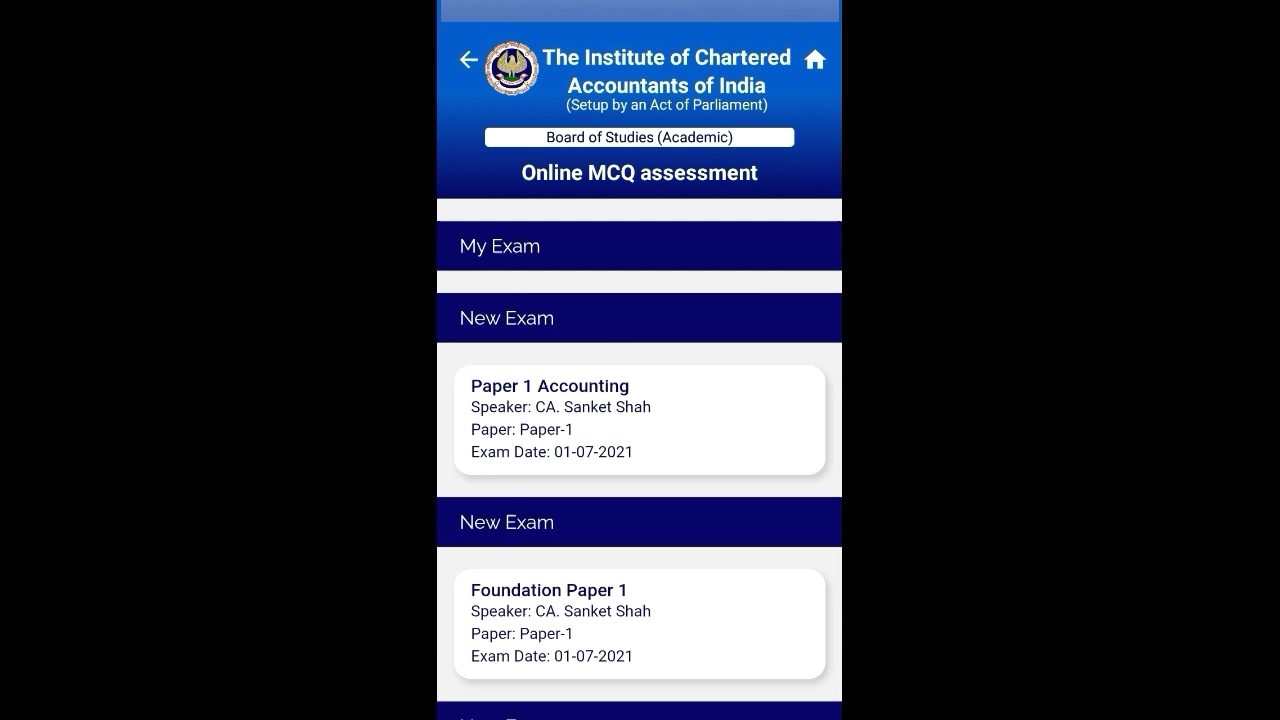 The Institute of Chartered
Accountants of India
(Setup by an Act of Parliament)
Board of Studies (Academic)
Online MCQ assessment
My Exam
New Exam
Paper 1 Accounting
Speaker: CA. Sanket Shah
Paper: Paper-1
Exam Date: 01-07-2021
New Exam
Foundation Paper 1
Speaker: CA. Sanket Shah
Paper: Paper-1
Exam Date: 01-07-2021